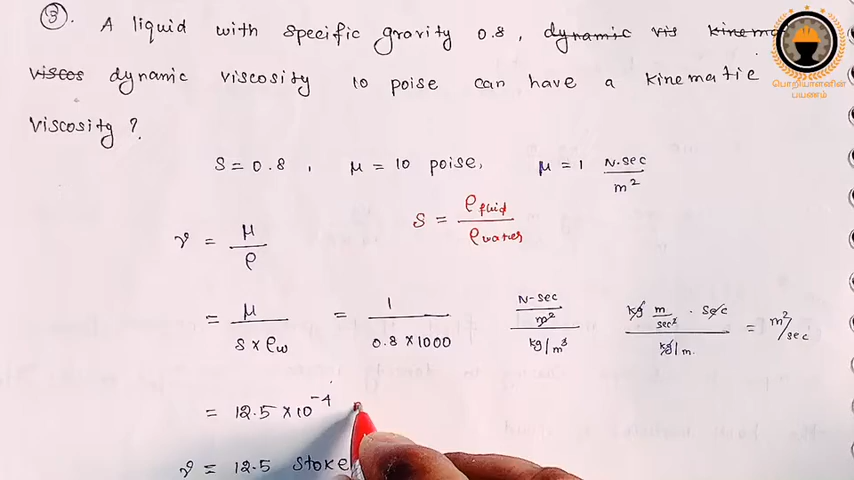 3. A liquid with specific gravity 0.8, dynamic vis kinema
viscos dynamic viscosity 10 poise can have a kinematic
viscosity ?
பொறியாளனின்
பயணம்
S = 0.8 , μ = 10 poise, μ = 1 N-sec/m²
γ = μ/ρ S = ρfluid/ρwater
= μ/(S × ρw) = 1/(0.8 × 1000) (N-sec/m²)/(kg/m³) (kg m/sec² · sec)/(kg/m) = m²/sec
= 12.5 × 10⁻⁴
γ = 12.5 stoke